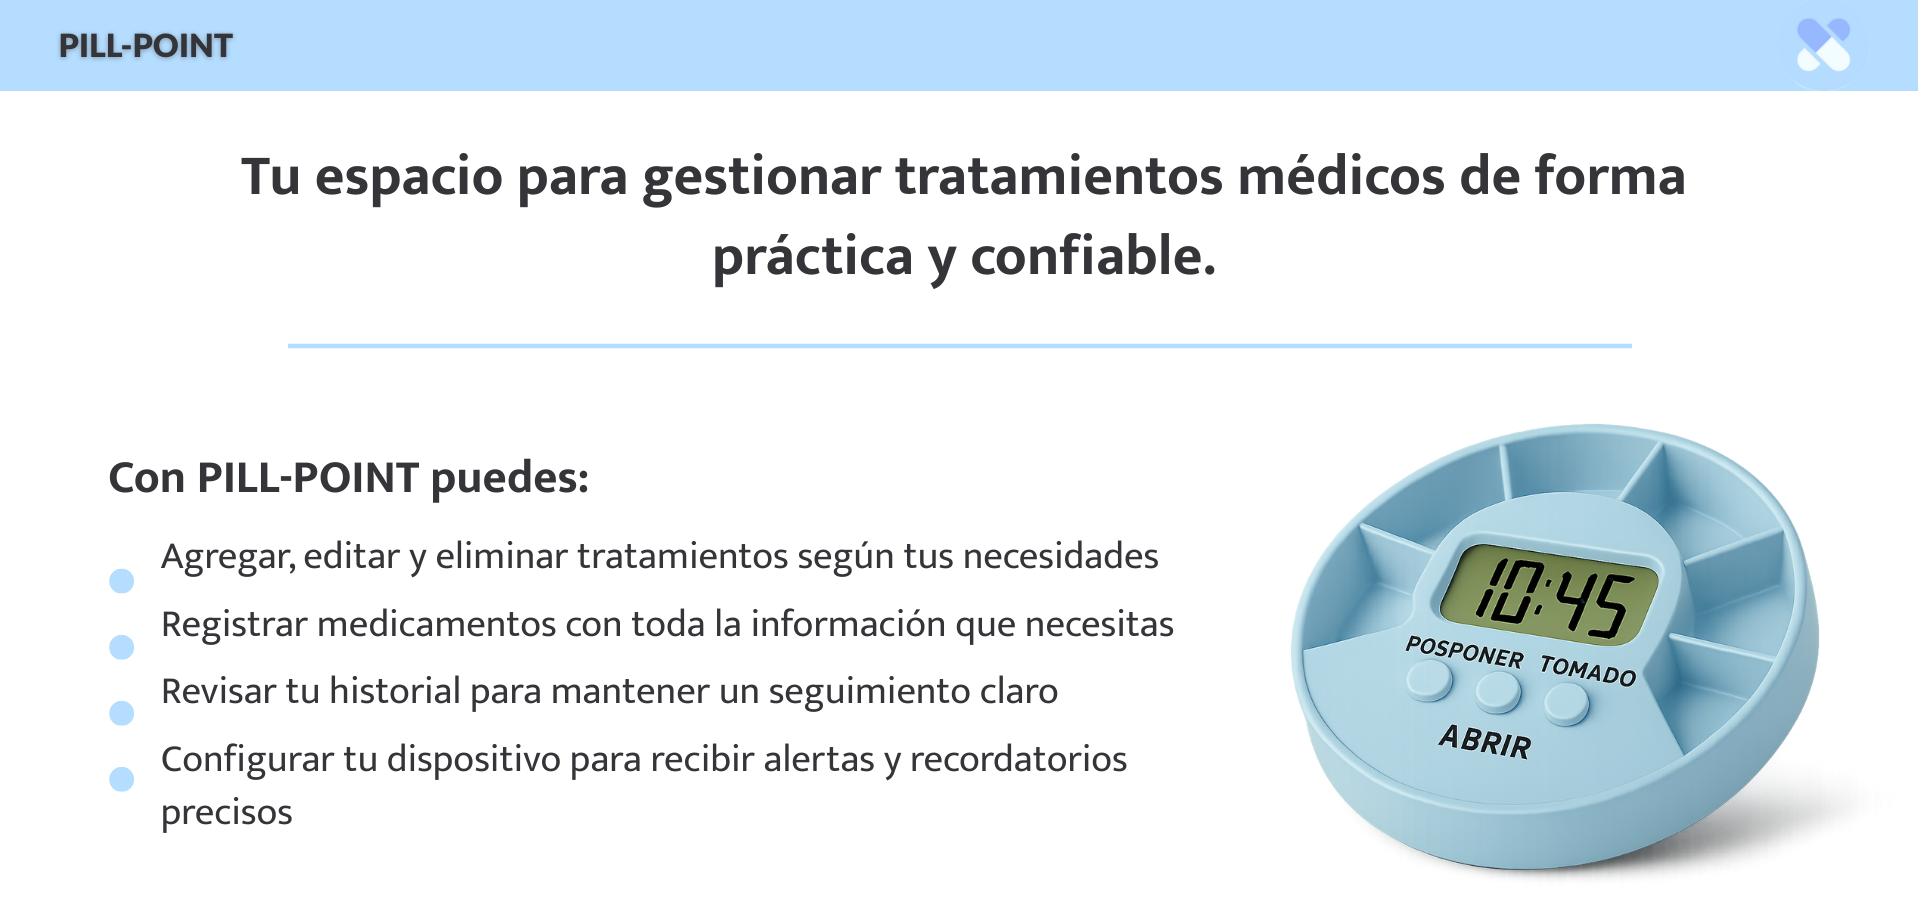 PILL-POINT
Tu espacio para gestionar tratamientos médicos de forma
práctica y confiable.
Con PILL-POINT puedes:
Agregar, editar y eliminar tratamientos según tus necesidades
Registrar medicamentos con toda la información que necesitas
Revisar tu historial para mantener un seguimiento claro
Configurar tu dispositivo para recibir alertas y recordatorios
precisos
10:45
POSPONER TOMADO
ABRIR